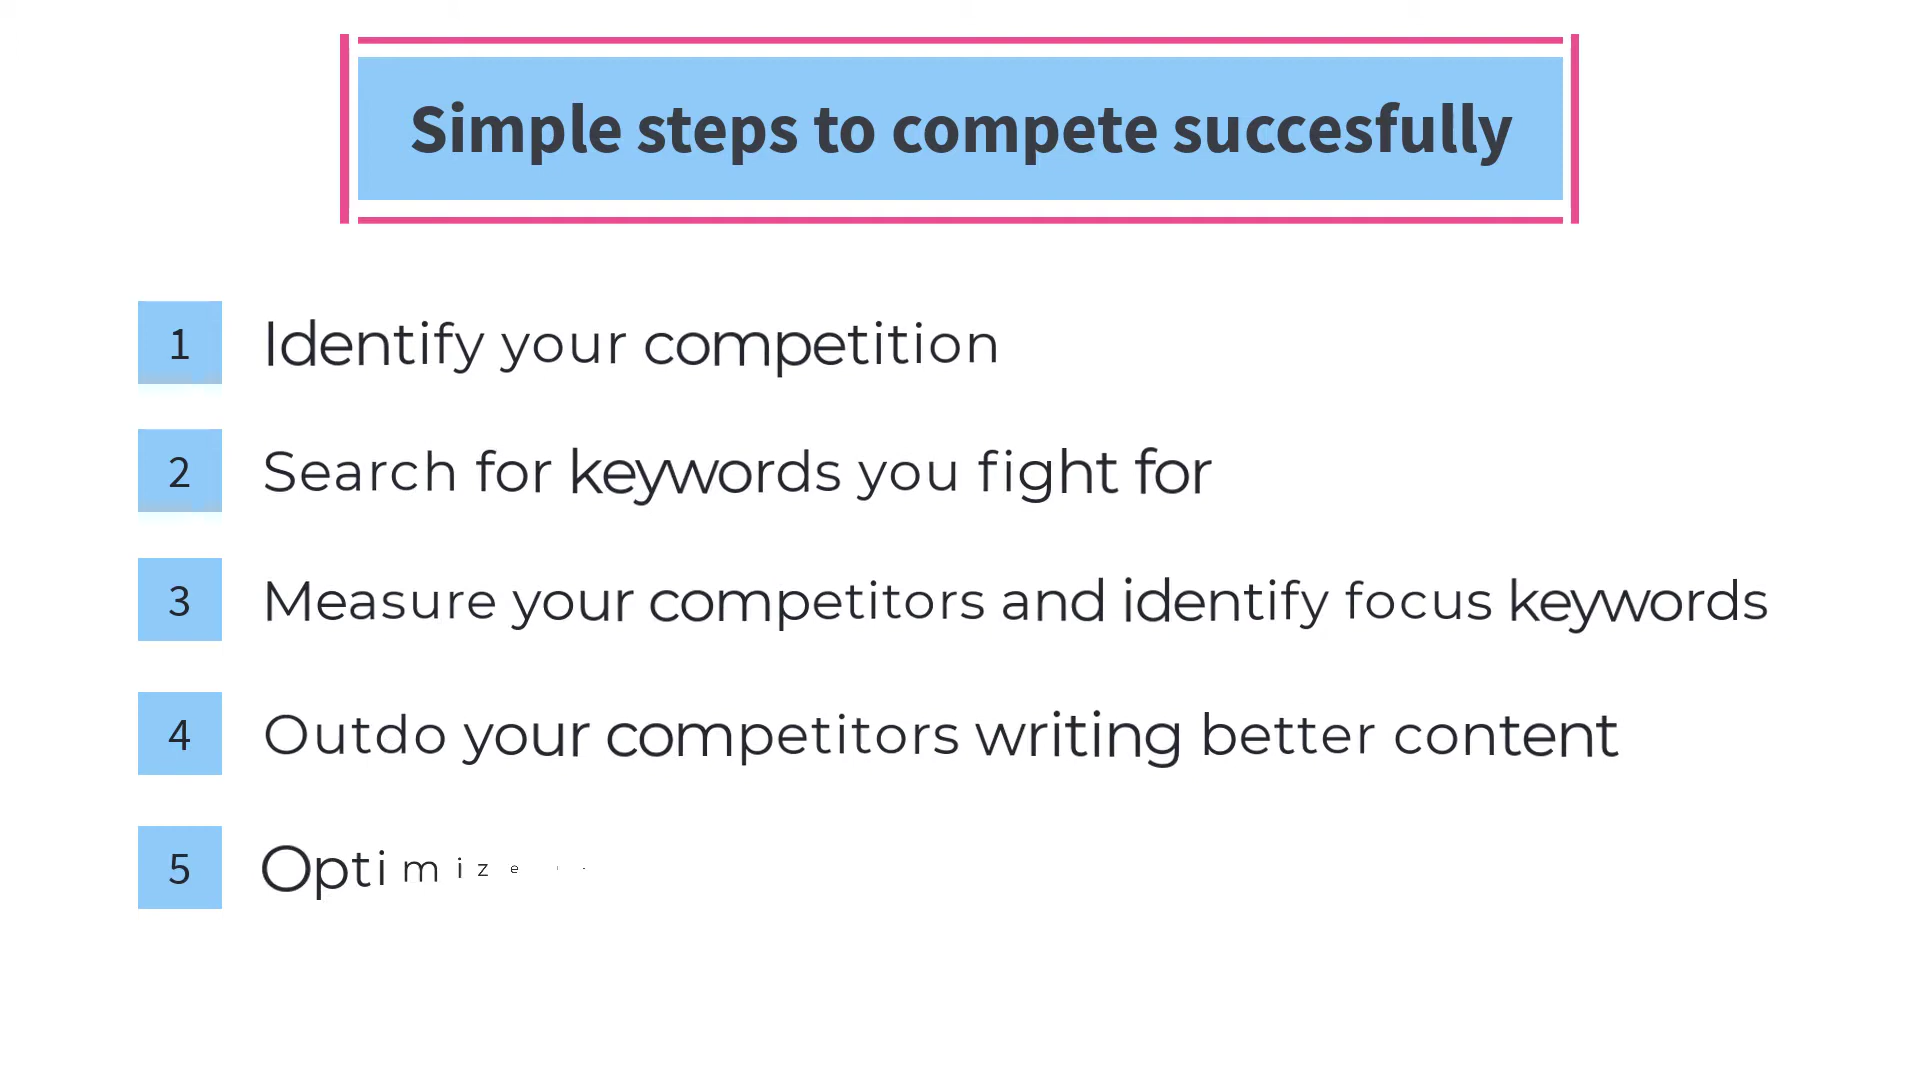 Simple steps to compete succesfully
1 Identify your competition
2 Search for keywords you fight for
3 Measure your competitors and identify focus keywords
4 Outdo your competitors writing better content
5 Optimize